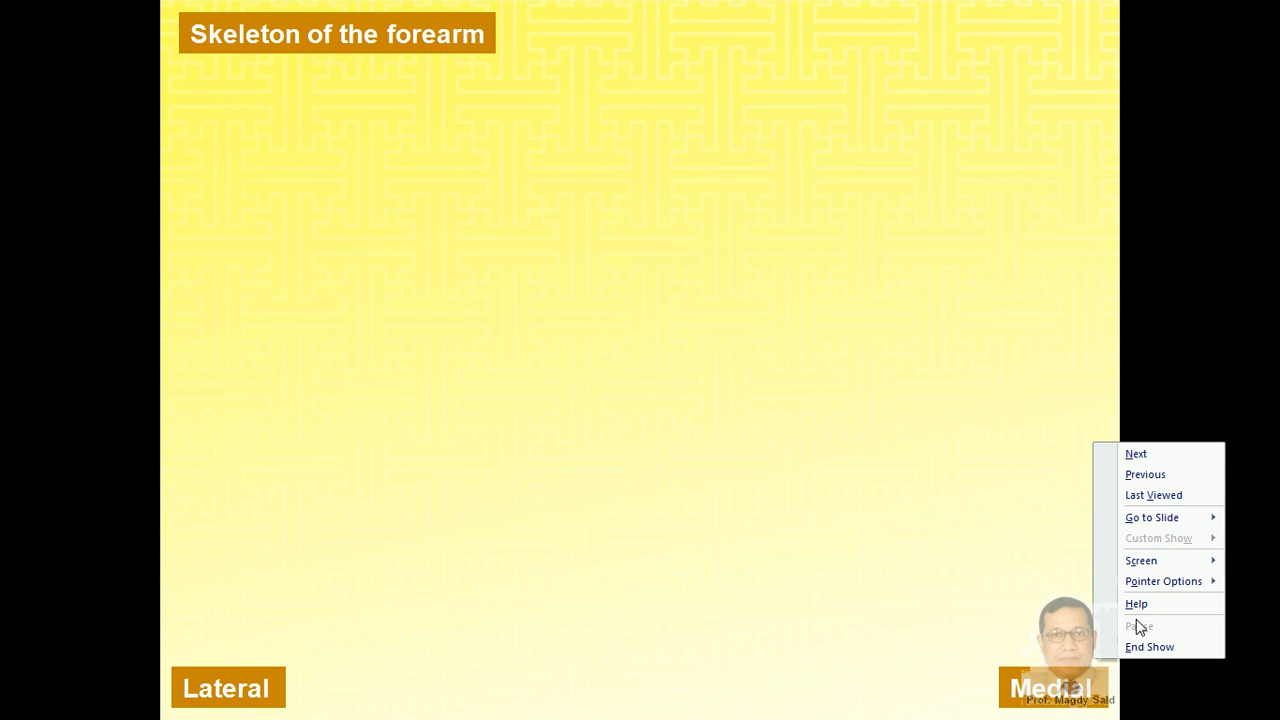 Skeleton of the forearm
Next
Previous
Last Viewed
Go to Slide
Custom Show
Screen
Pointer Options
Help
Pause
End Show
Lateral
Medial
Prof. Magdy Said